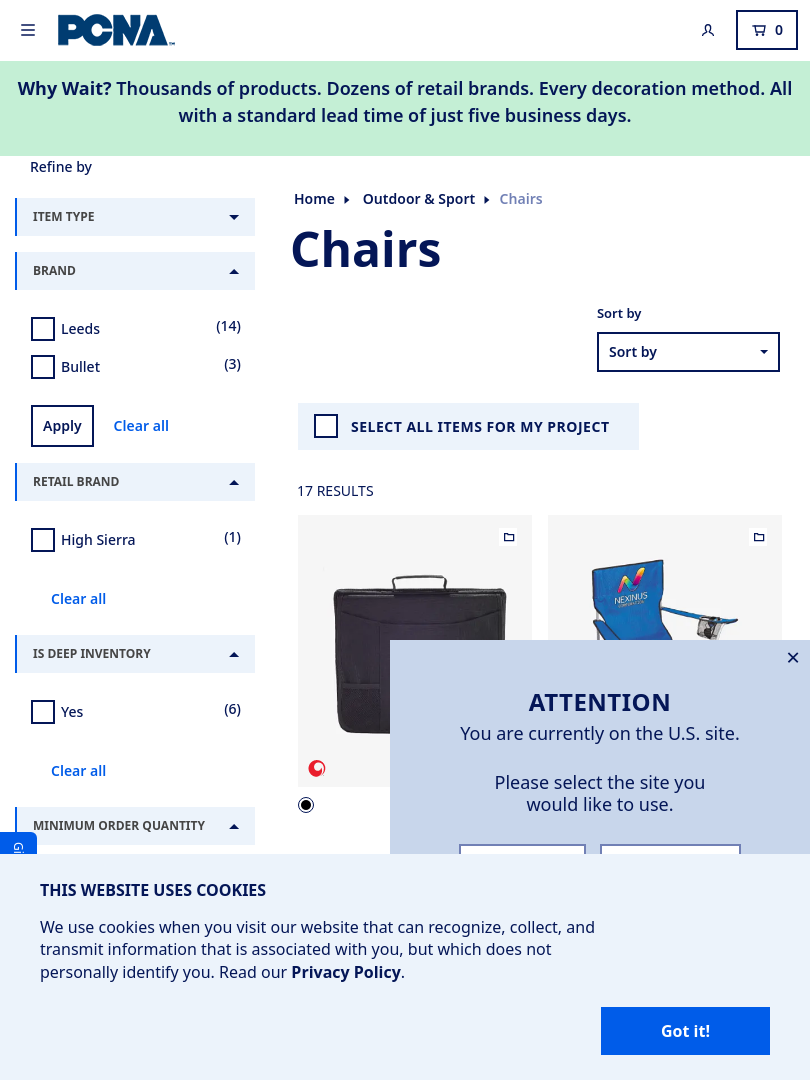 PCNA
0
Why Wait? Thousands of products. Dozens of retail brands. Every decoration method. All
with a standard lead time of just five business days.
Refine by
ITEM TYPE
BRAND
Leeds (14)
Bullet (3)
Apply Clear all
RETAIL BRAND
High Sierra (1)
Clear all
IS DEEP INVENTORY
Yes (6)
Clear all
MINIMUM ORDER QUANTITY
Home Outdoor & Sport Chairs
Chairs
Sort by
Sort by
SELECT ALL ITEMS FOR MY PROJECT
17 RESULTS
NEXINUS
ATTENTION
You are currently on the U.S. site.
Please select the site you
would like to use.
THIS WEBSITE USES COOKIES
We use cookies when you visit our website that can recognize, collect, and
transmit information that is associated with you, but which does not
personally identify you. Read our Privacy Policy.
Got it!